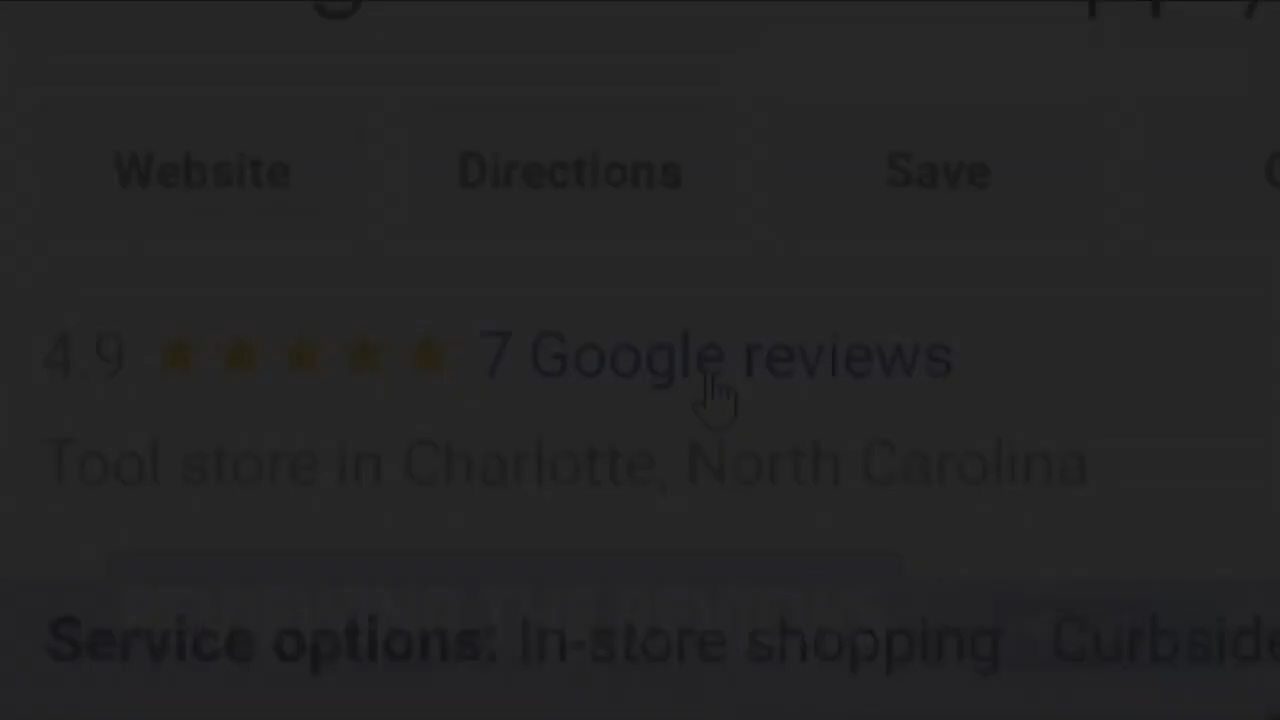 Website Directions Save
4.9 7 Google reviews
Tool store in Charlotte, North Carolina
Service options: In-store shopping Curbside